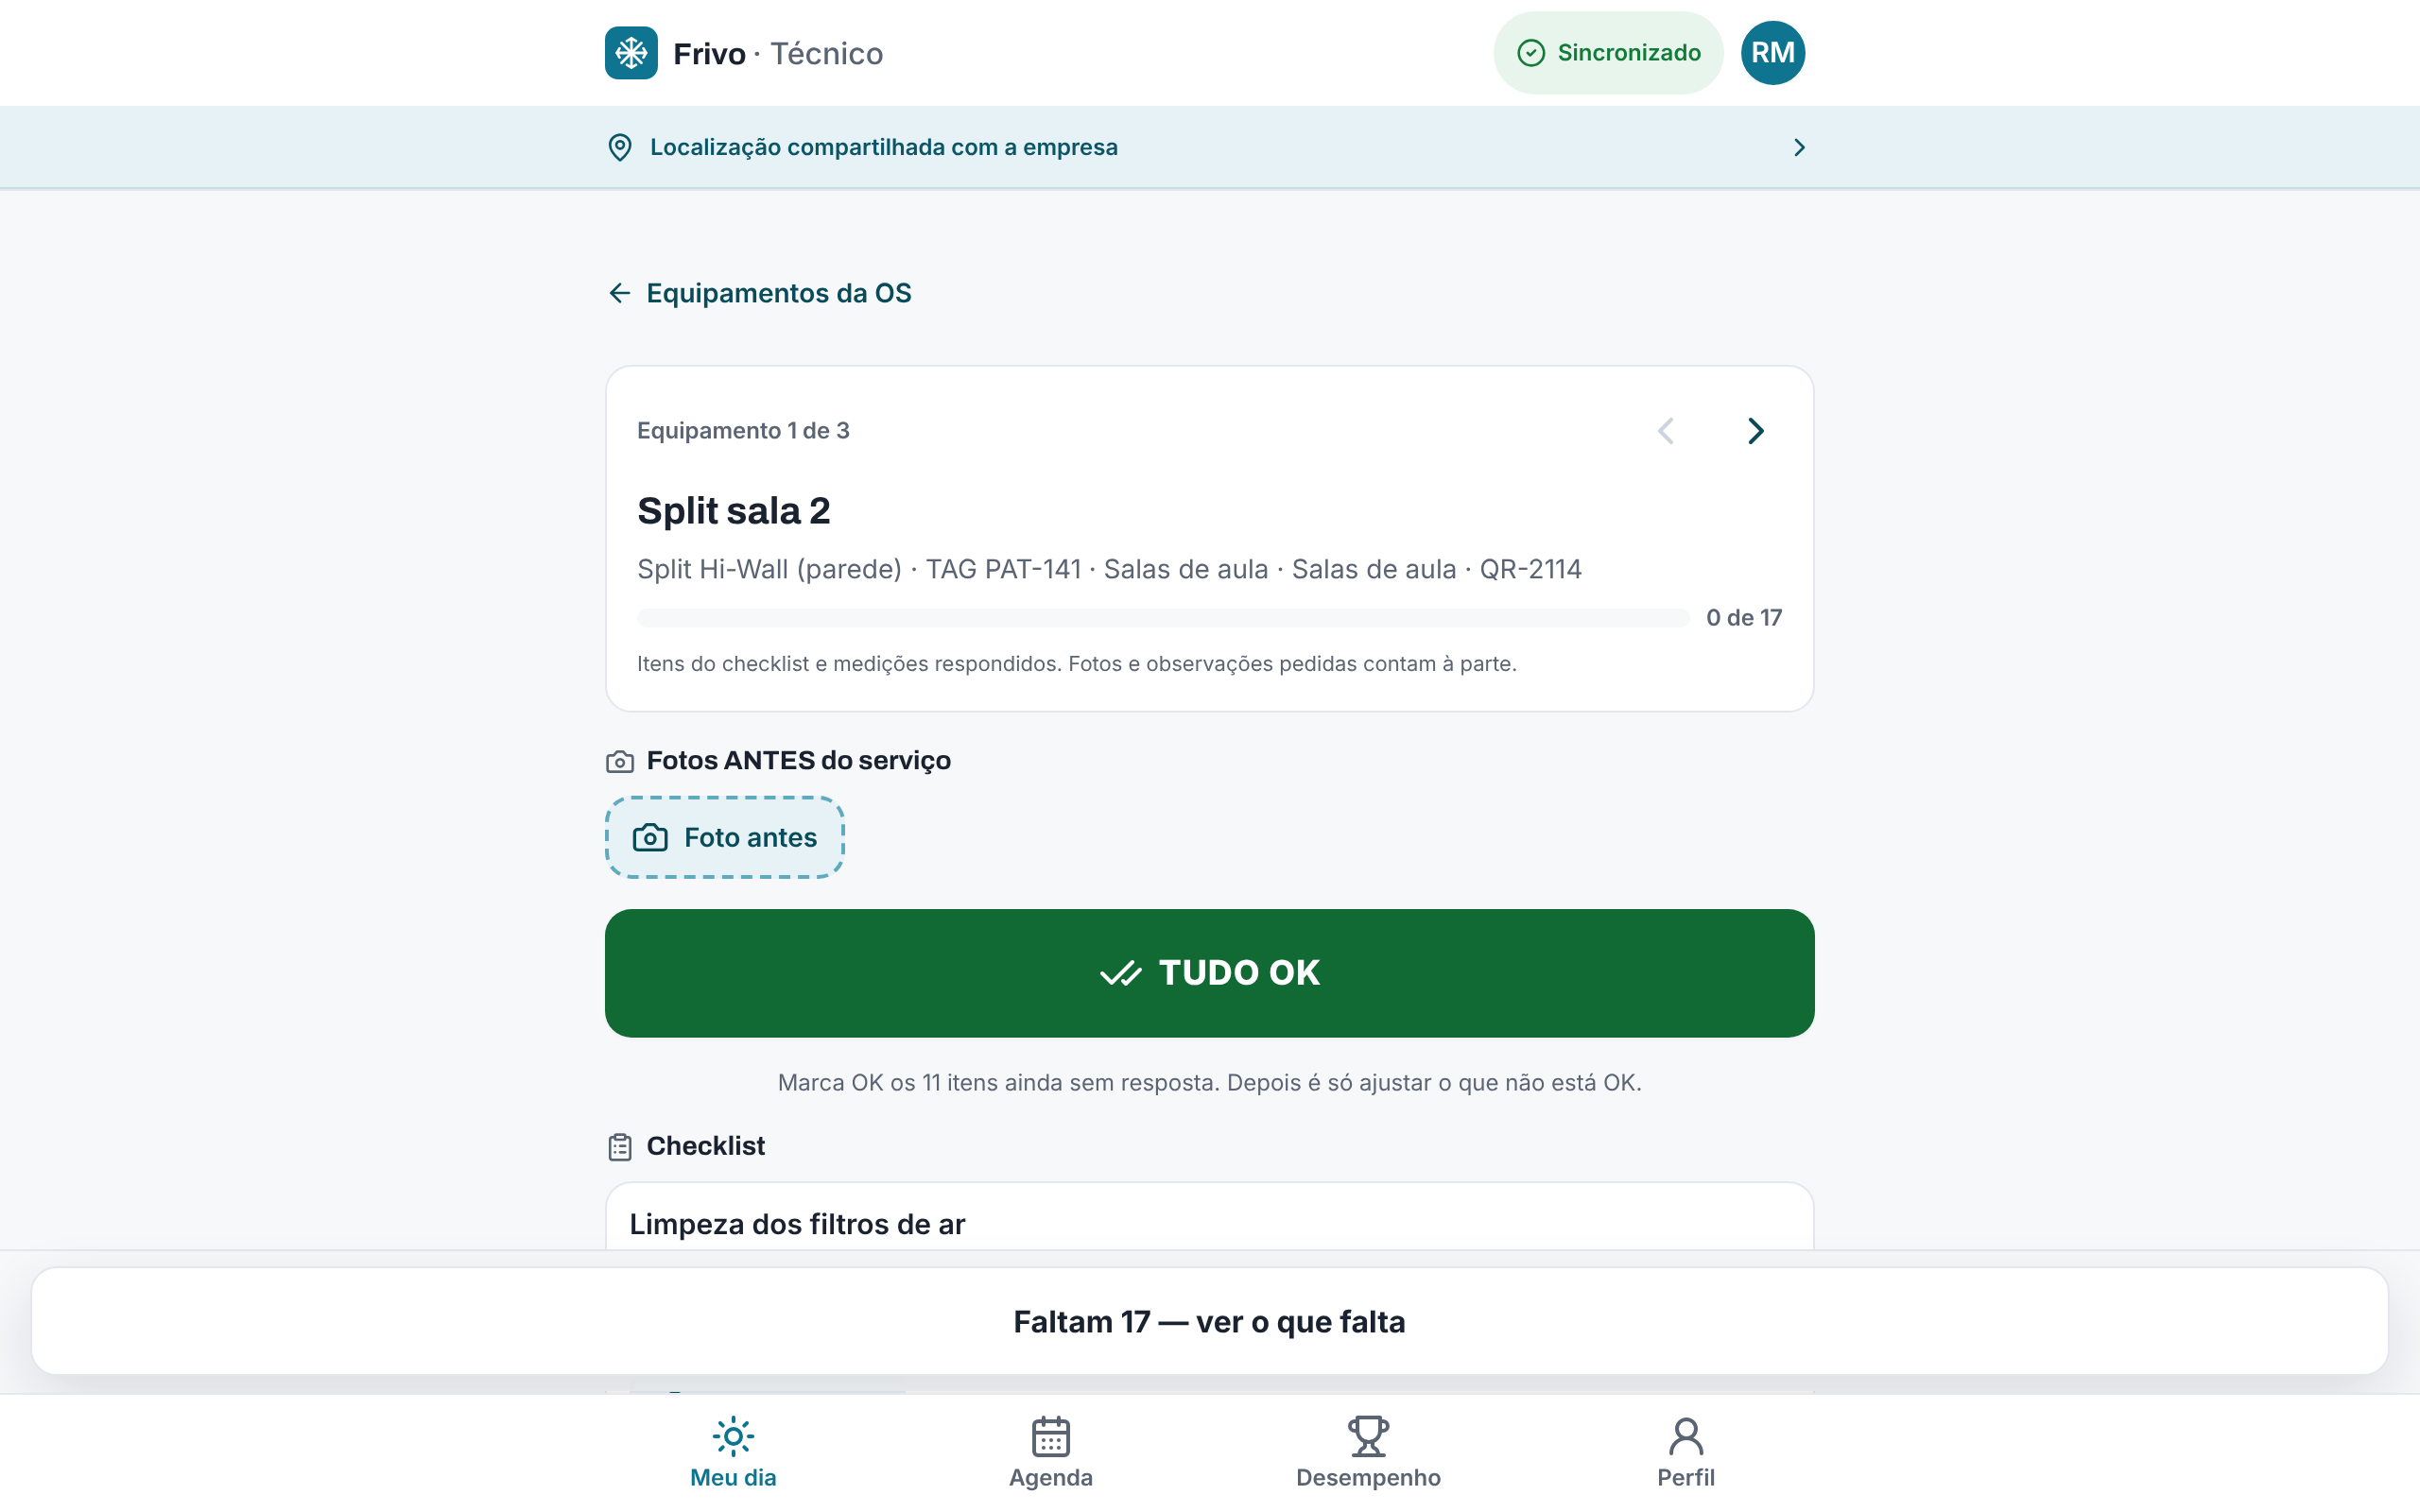 Frivo · Técnico
Sincronizado
RM
Localização compartilhada com a empresa
Equipamentos da OS
Equipamento 1 de 3
Split sala 2
Split Hi-Wall (parede) · TAG PAT-141 · Salas de aula · Salas de aula · QR-2114
0 de 17
Itens do checklist e medições respondidos. Fotos e observações pedidas contam à parte.
Fotos ANTES do serviço
Foto antes
TUDO OK
Marca OK os 11 itens ainda sem resposta. Depois é só ajustar o que não está OK.
Checklist
Limpeza dos filtros de ar
Faltam 17 — ver o que falta
Meu dia
Agenda
Desempenho
Perfil